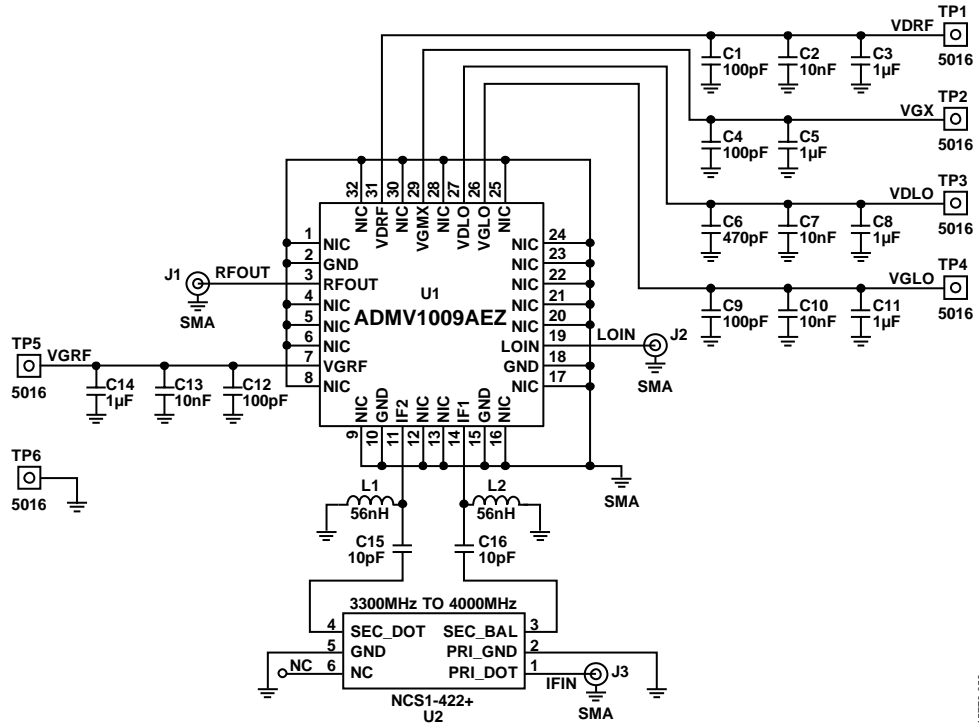 TP1
VDRF
C1
100pF
C2
10nF
C3
1µF
5016
TP2
VGX
C4
100pF
C5
1µF
5016
TP3
VDLO
C6
470pF
C7
10nF
C8
1µF
5016
TP4
VGLO
C9
100pF
C10
10nF
C11
1µF
5016
32
31
30
29
28
27
26
25
NIC
VDRF
NIC
VGMX
NIC
VDLO
VGLO
NIC
1 NIC
2 GND
3 RFOUT
4 NIC
5 NIC
6 NIC
7 VGRF
8 NIC
U1
ADMV1009AEZ
NIC 24
NIC 23
NIC 22
NIC 21
NIC 20
LOIN 19
GND 18
NIC 17
J1
RFOUT
SMA
LOIN
J2
SMA
TP5
VGRF
5016
C14
1µF
C13
10nF
C12
100pF
NIC
GND
IF2
NIC
NIC
IF1
GND
NIC
9
10
11
12
13
14
15
16
TP6
5016
SMA
L1
56nH
L2
56nH
C15
10pF
C16
10pF
3300MHz TO 4000MHz
4 SEC_DOT
5 GND
6 NC
SEC_BAL 3
PRI_GND 2
PRI_DOT 1
NC
IFIN
J3
SMA
NCS1-422+
U2